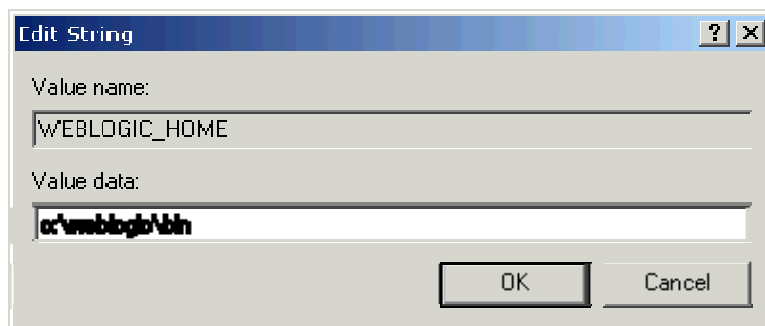 Edit String
Value name:
WEBLOGIC_HOME
Value data:
c:\weblogic\bin
OK
Cancel